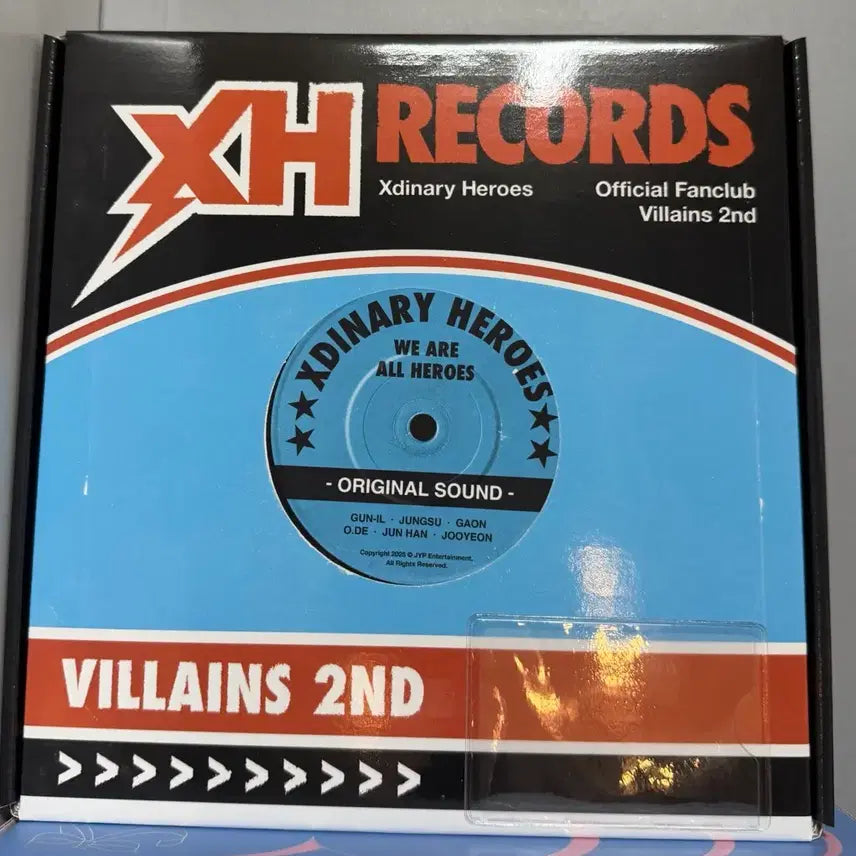 XH RECORDS
Xdinary Heroes
Official Fanclub
Villains 2nd
XDINARY HEROES
WE ARE
ALL HEROES
- ORIGINAL SOUND -
GUN-IL · JUNGSU · GAON
O.DE · JUN HAN · JOOYEON
Copyright 2025 © JYP Entertainment.
All Rights Reserved.
VILLAINS 2ND
>>>>>>>>>>